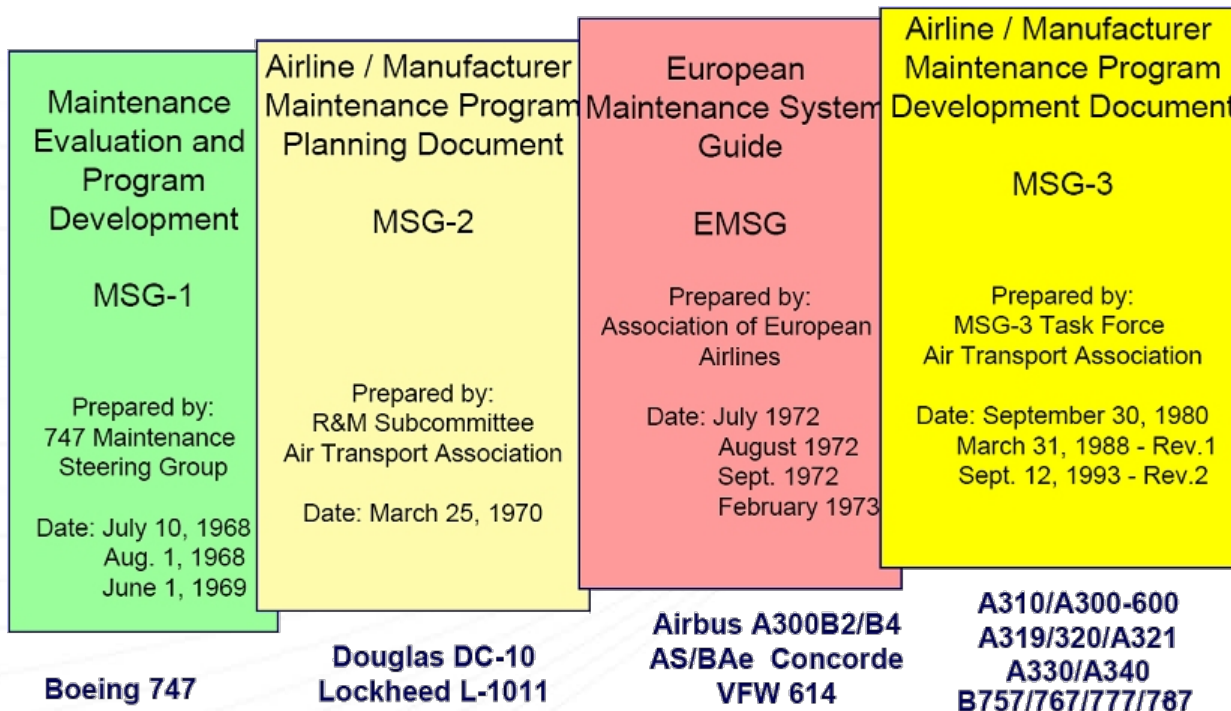 Maintenance
Evaluation and
Program
Development
MSG-1
Prepared by:
747 Maintenance
Steering Group
Date: July 10, 1968
Aug. 1, 1968
June 1, 1969
Boeing 747
Airline / Manufacturer
Maintenance Program
Planning Document
MSG-2
Prepared by:
R&M Subcommittee
Air Transport Association
Date: March 25, 1970
Douglas DC-10
Lockheed L-1011
European
Maintenance System
Guide
EMSG
Prepared by:
Association of European
Airlines
Date: July 1972
August 1972
Sept. 1972
February 1973
Airbus A300B2/B4
AS/BAe Concorde
VFW 614
Airline / Manufacturer
Maintenance Program
Development Document
MSG-3
Prepared by:
MSG-3 Task Force
Air Transport Association
Date: September 30, 1980
March 31, 1988 - Rev.1
Sept. 12, 1993 - Rev.2
A310/A300-600
A319/320/A321
A330/A340
B757/767/777/787